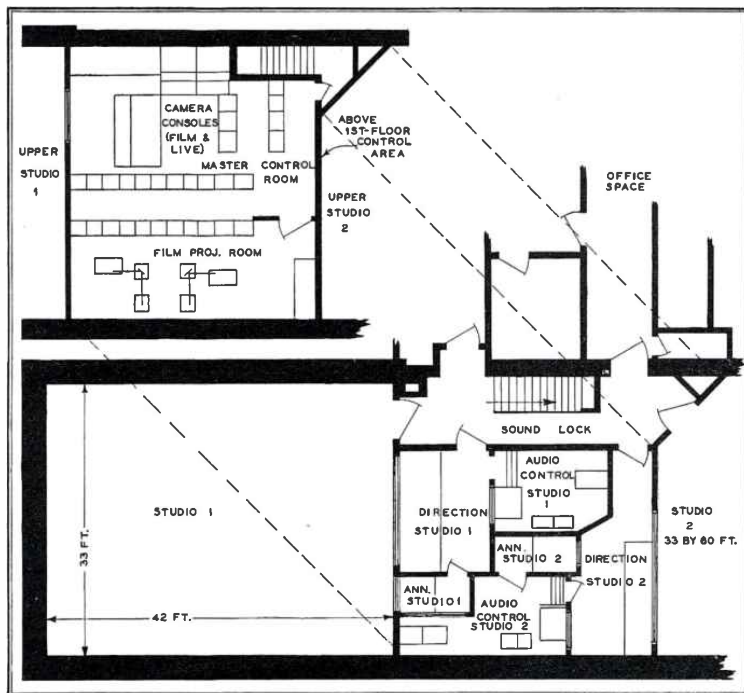 CAMERA
CONSOLES
(FILM &
LIVE)
MASTER CONTROL
ROOM
UPPER
STUDIO
1
ABOVE
1ST-FLOOR
CONTROL
AREA
UPPER
STUDIO
2
FILM PROJ. ROOM
OFFICE
SPACE
SOUND LOCK
STUDIO 1
33 FT.
42 FT.
DIRECTION
STUDIO 1
AUDIO
CONTROL
STUDIO
1
ANN.
STUDIO 2
DIRECTION
STUDIO 2
STUDIO
2
33 BY 60 FT.
ANN.
STUDIO 1
AUDIO
CONTROL
STUDIO 2